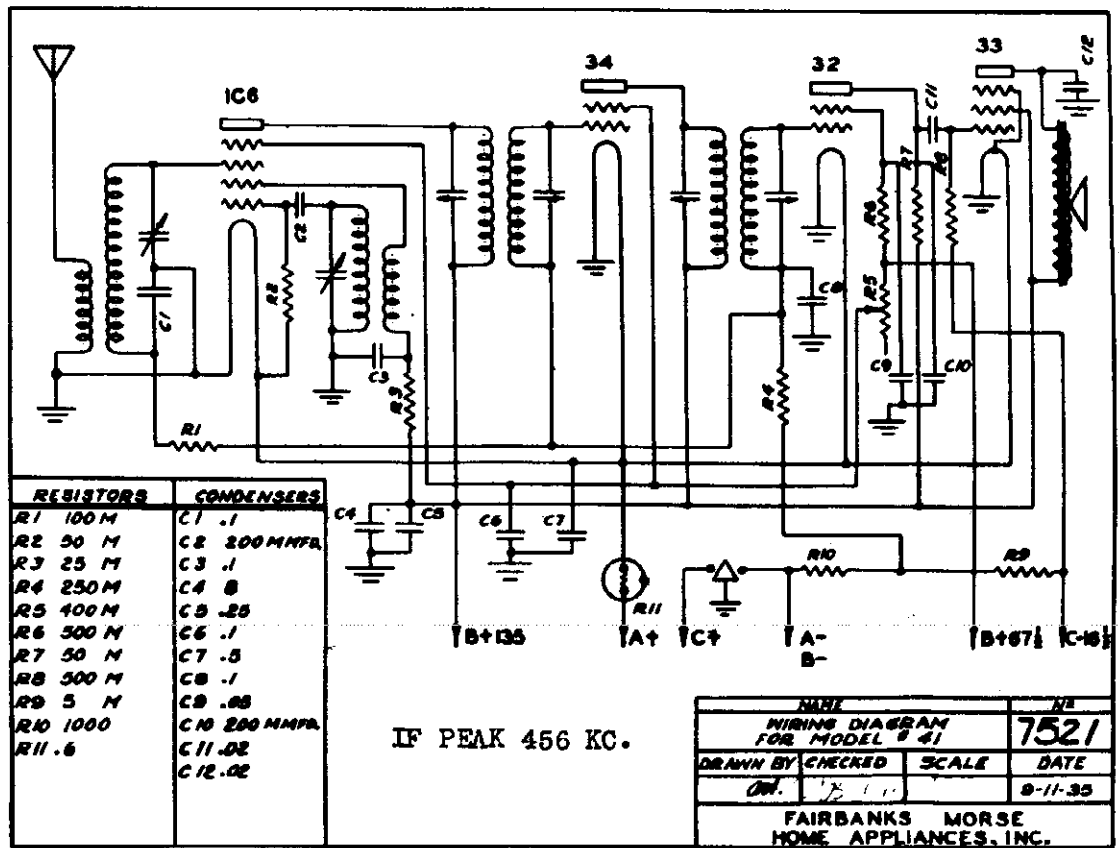 1C6
34
32
33
C12
C11
R7
R8
R6
R5
C1
C2
R2
C3
R3
C8
R4
C9
C10
R1
C4
C5
C6
C7
R11
R10
R9
B+135
A+
C+
A-
B-
B+67½
C-16½
RESISTORS CONDENSERS
R1 100 M C1 .1
R2 50 M C2 200 MMFD.
R3 25 M C3 .1
R4 250 M C4 8
R5 400 M C5 .25
R6 500 M C6 .1
R7 50 M C7 .5
R8 500 M C8 .1
R9 5 M C9 .05
R10 1000 C10 200 MMFD.
R11 .6 C11 .02
C12 .02
IF PEAK 456 KC.
NAME Nº
WIRING DIAGRAM
FOR MODEL # 41
7521
DRAWN BY CHECKED SCALE DATE
9-11-35
FAIRBANKS MORSE
HOME APPLIANCES, INC.